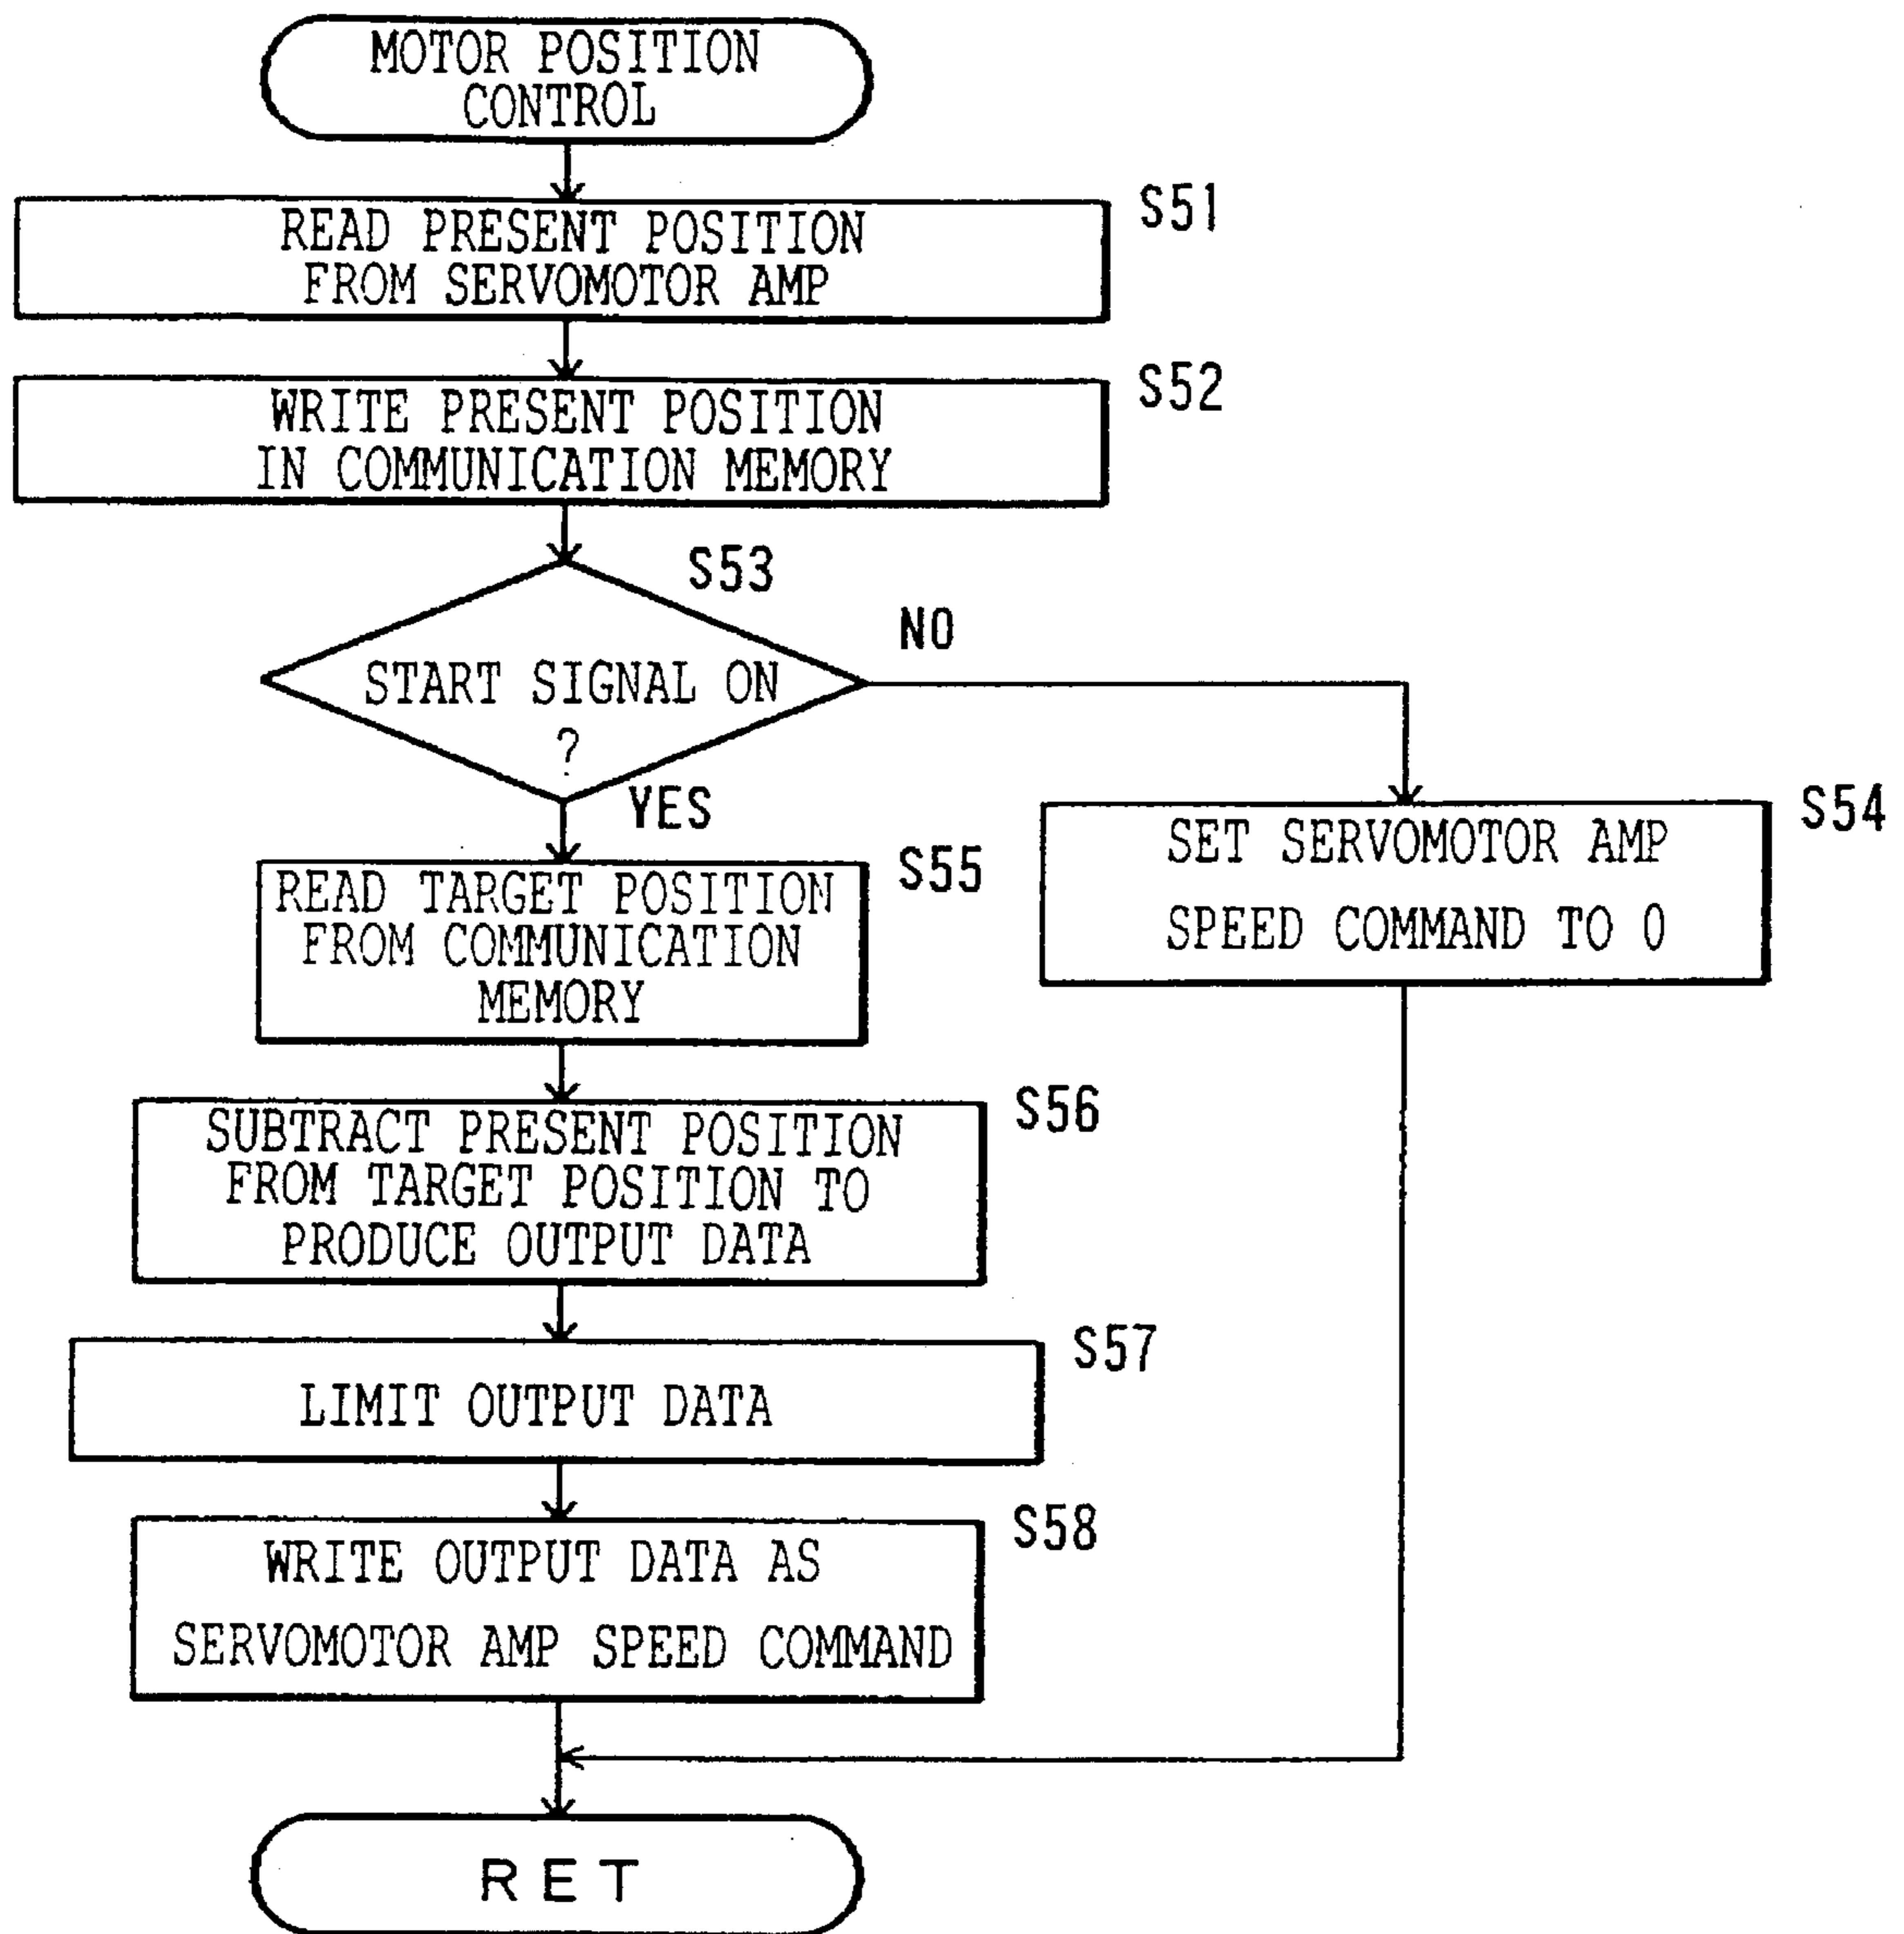 MOTOR POSITION
CONTROL
S51
READ PRESENT POSITION
FROM SERVOMOTOR AMP
S52
WRITE PRESENT POSITION
IN COMMUNICATION MEMORY
S53
NO
START SIGNAL ON
?
YES
S54
SET SERVOMOTOR AMP
SPEED COMMAND TO 0
S55
READ TARGET POSITION
FROM COMMUNICATION
MEMORY
S56
SUBTRACT PRESENT POSITION
FROM TARGET POSITION TO
PRODUCE OUTPUT DATA
S57
LIMIT OUTPUT DATA
S58
WRITE OUTPUT DATA AS
SERVOMOTOR AMP SPEED COMMAND
RET